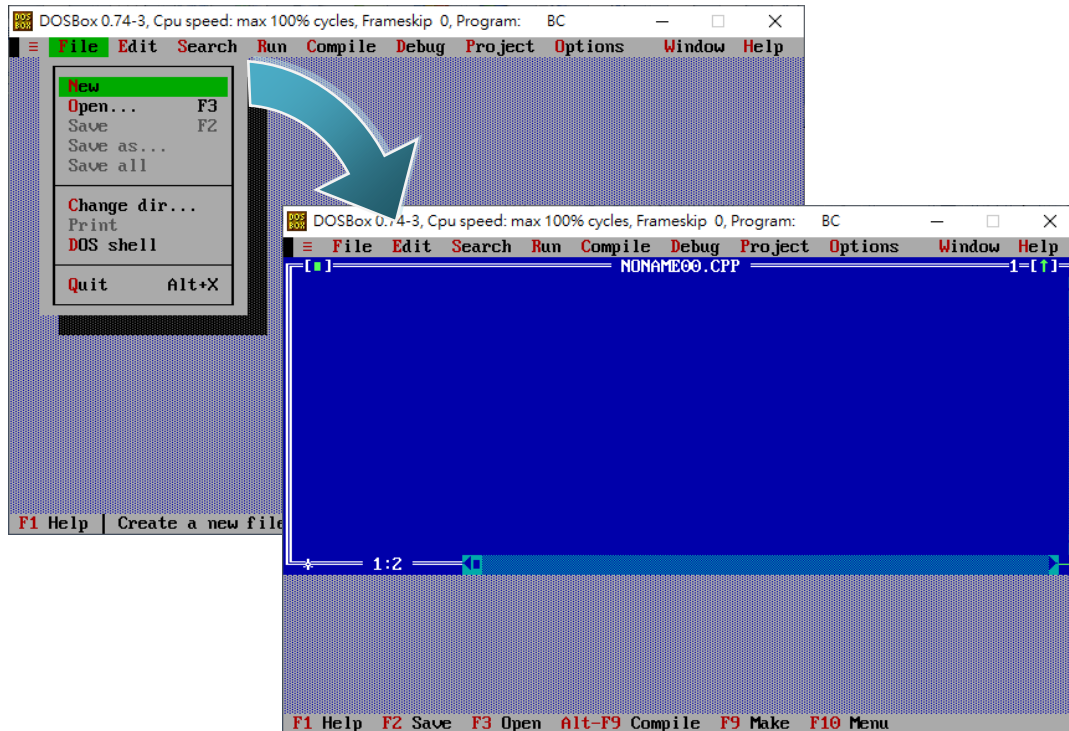 DOSBox 0.74-3, Cpu speed: max 100% cycles, Frameskip 0, Program: BC
≡ File Edit Search Run Compile Debug Project Options Window Help
New
Open... F3
Save F2
Save as...
Save all
Change dir...
Print
DOS shell
Quit Alt+X
F1 Help | Create a new file
DOSBox 0.74-3, Cpu speed: max 100% cycles, Frameskip 0, Program: BC
≡ File Edit Search Run Compile Debug Project Options Window Help
[■] NONAME00.CPP 1=[↑]
* 1:2
F1 Help F2 Save F3 Open Alt-F9 Compile F9 Make F10 Menu